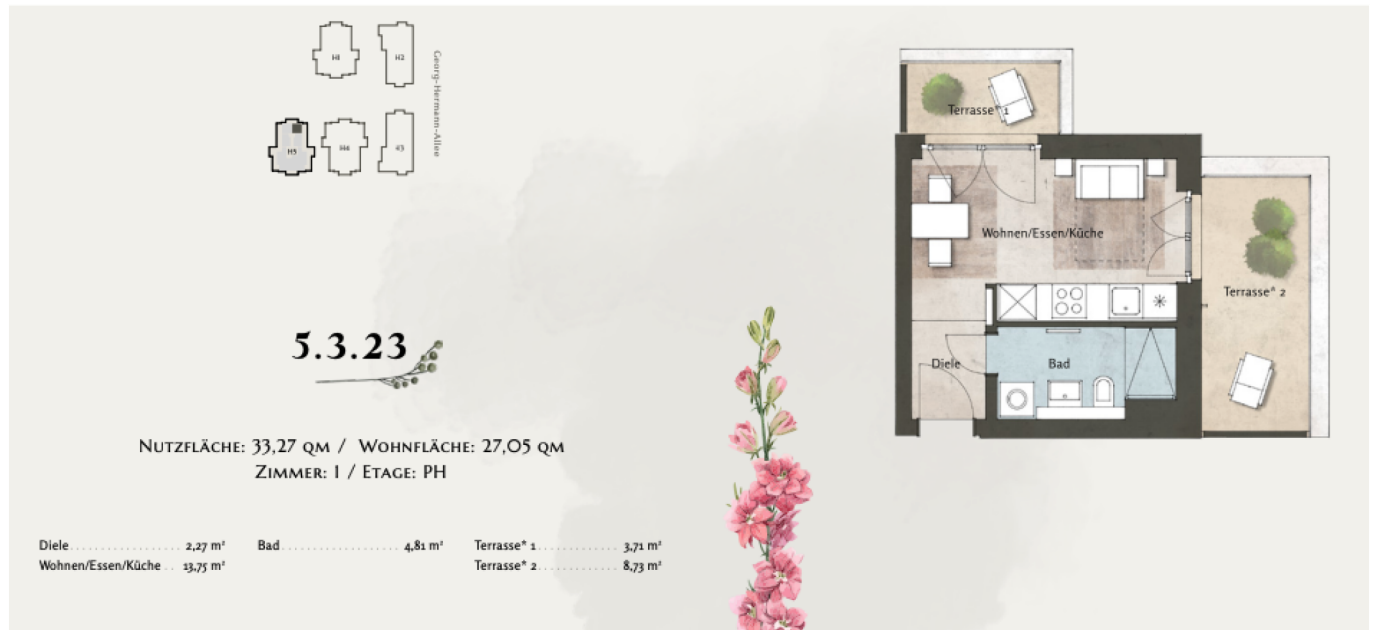 H1
H2
Georg-Hermann-Allee
H5
H4
H3
5.3.23
Nutzfläche: 33,27 qm / Wohnfläche: 27,05 qm
Zimmer: 1 / Etage: PH
Diele 2,27 m²
Wohnen/Essen/Küche 13,75 m²
Bad 4,81 m²
Terrasse* 1 3,71 m²
Terrasse* 2 8,73 m²
Terrasse* 1
Wohnen/Essen/Küche
Terrasse* 2
Diele
Bad